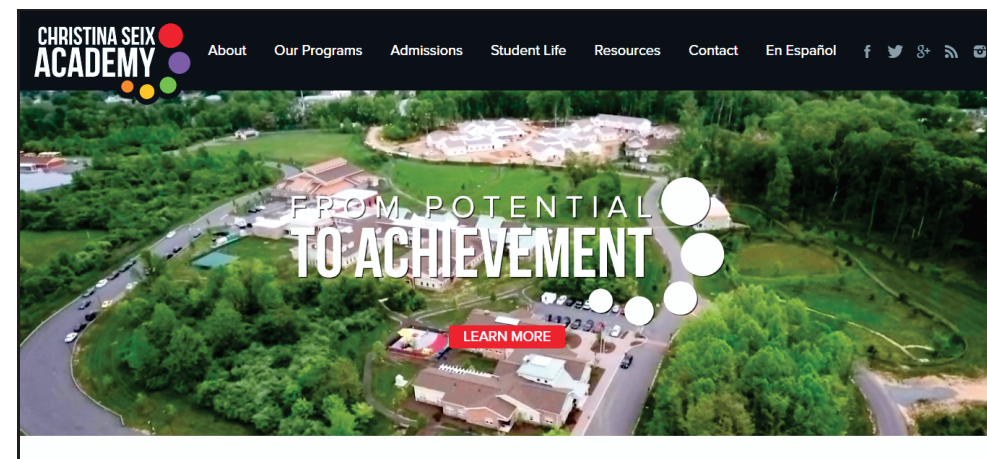 CHRISTINA SEIX
ACADEMY
About Our Programs Admissions Student Life Resources Contact En Español
FROM POTENTIAL
TO ACHIEVEMENT
LEARN MORE